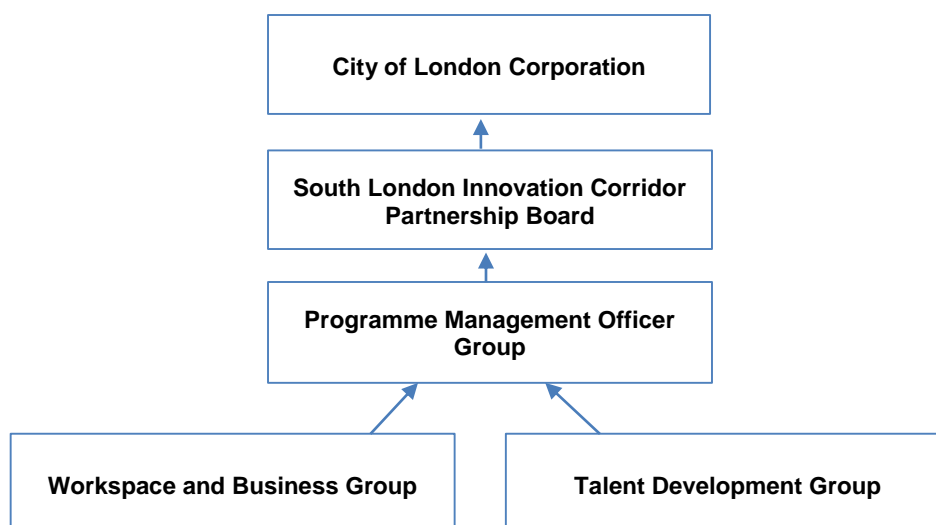 City of London Corporation
South London Innovation Corridor
Partnership Board
Programme Management Officer
Group
Workspace and Business Group
Talent Development Group